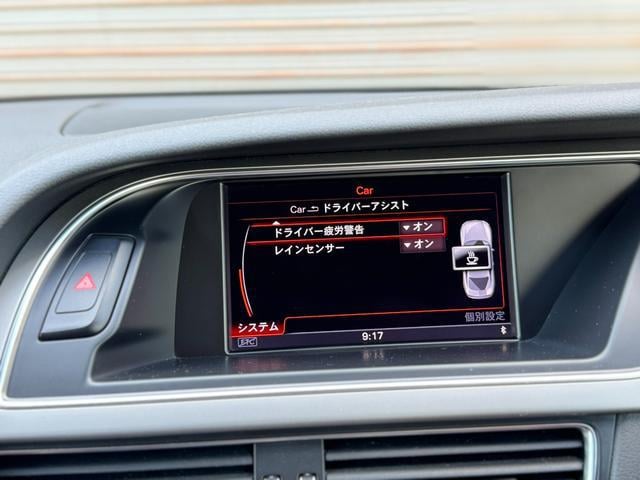 Car
Car ドライバーアシスト
ドライバー疲労警告 オン
レインセンサー オン
システム
個別設定
9:17